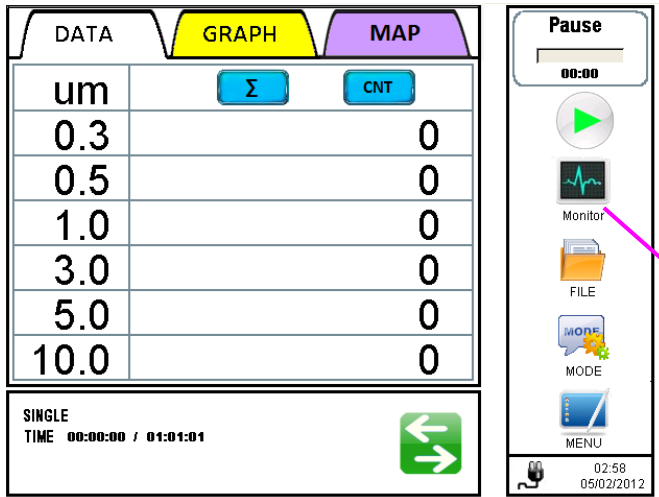 DATA GRAPH MAP
um Σ CNT
0.3 0
0.5 0
1.0 0
3.0 0
5.0 0
10.0 0
SINGLE
TIME 00:00:00 / 01:01:01
Pause
00:00
Monitor
FILE
MODE
MODE
MENU
02:58
05/02/2012